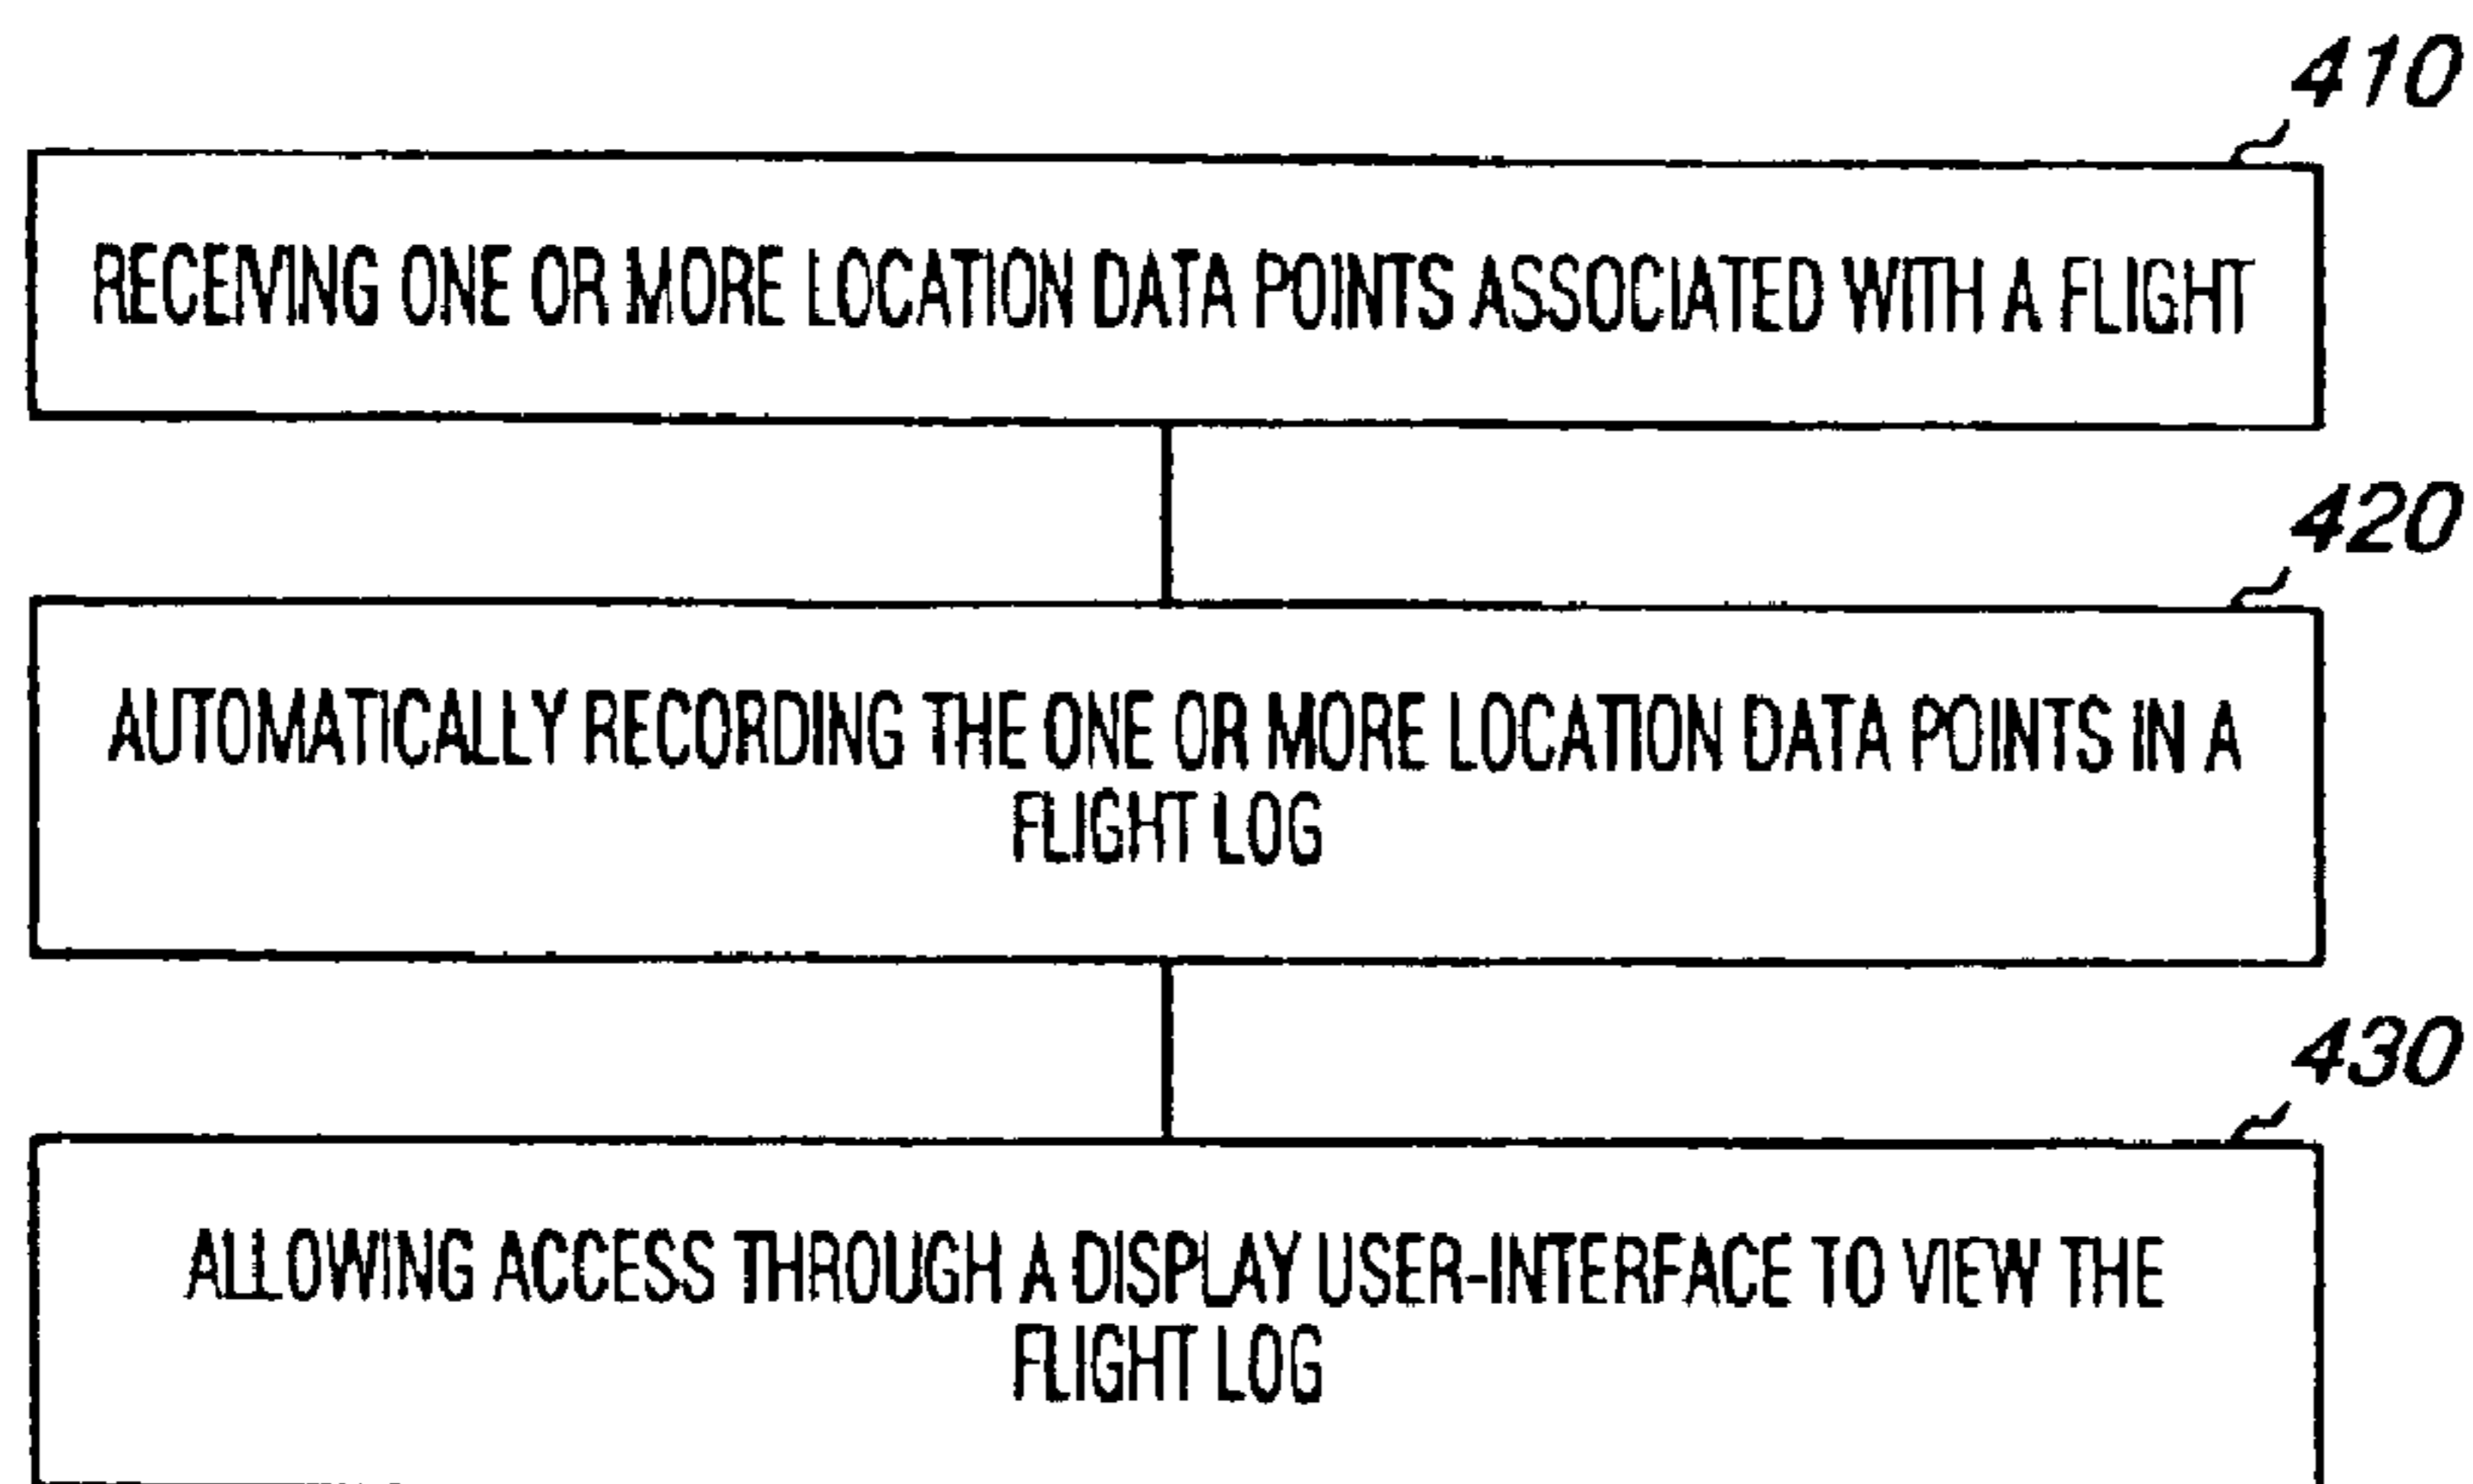 410
RECEIVING ONE OR MORE LOCATION DATA POINTS ASSOCIATED WITH A FLIGHT
420
AUTOMATICALLY RECORDING THE ONE OR MORE LOCATION DATA POINTS IN A
FLIGHT LOG
430
ALLOWING ACCESS THROUGH A DISPLAY USER-INTERFACE TO VIEW THE
FLIGHT LOG